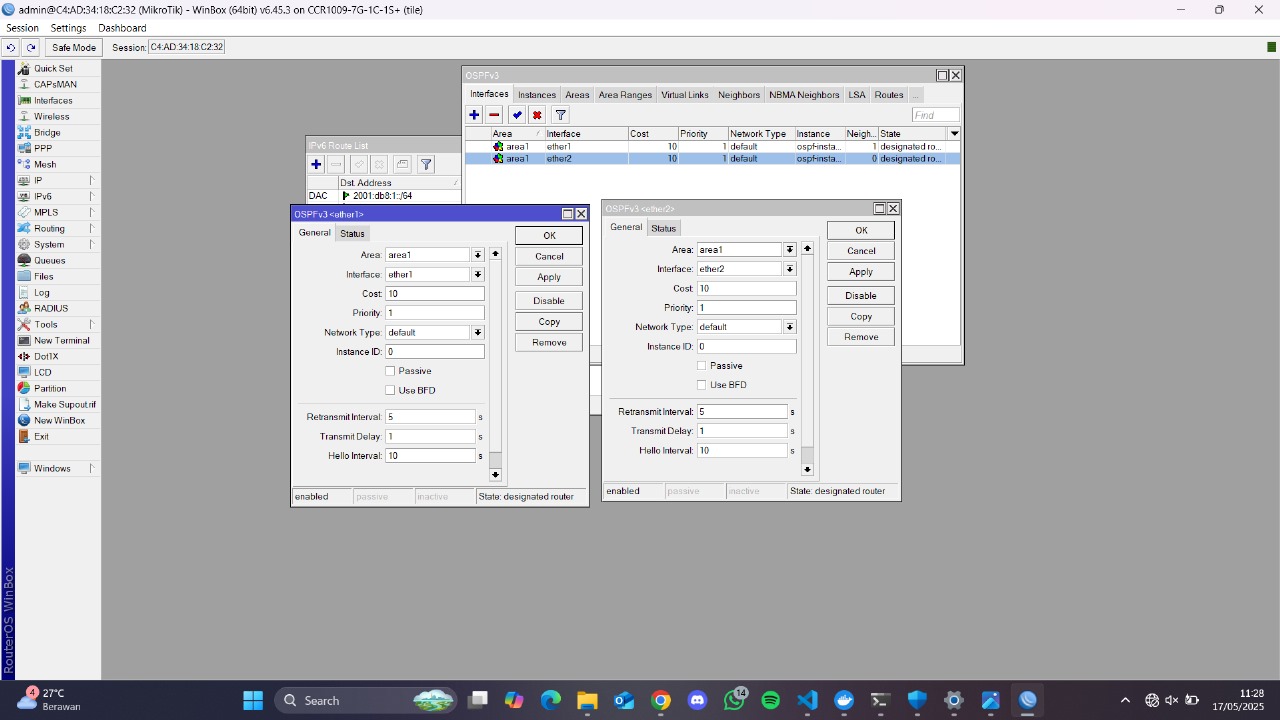 admin@C4:AD:34:18:C2:32 (MikroTik) - WinBox (64bit) v6.45.3 on CCR1009-7G-1C-1S+ (tile)
Session Settings Dashboard
Safe Mode Session: C4:AD:34:18:C2:32
Quick Set
CAPsMAN
Interfaces
Wireless
Bridge
PPP
Mesh
IP
IPv6
MPLS
Routing
System
Queues
Files
Log
RADIUS
Tools
New Terminal
Dot1X
LCD
Partition
Make Supout.rif
New WinBox
Exit
Windows
RouterOS WinBox
OSPFv3
Interfaces Instances Areas Area Ranges Virtual Links Neighbors NBMA Neighbors LSA Routes ...
Find
Area Interface Cost Priority Network Type Instance Neigh... State
area1 ether1 10 1 default ospf-insta... 1 designated ro...
area1 ether2 10 1 default ospf-insta... 0 designated ro...
IPv6 Route List
Dst. Address
DAC 2001:db8:1::/64
OSPFv3 <ether1>
General Status
Area: area1
Interface: ether1
Cost: 10
Priority: 1
Network Type: default
Instance ID: 0
Passive
Use BFD
Retransmit Interval: 5 s
Transmit Delay: 1 s
Hello Interval: 10 s
OK
Cancel
Apply
Disable
Copy
Remove
enabled passive inactive State: designated router
OSPFv3 <ether2>
General Status
Area: area1
Interface: ether2
Cost: 10
Priority: 1
Network Type: default
Instance ID: 0
Passive
Use BFD
Retransmit Interval: 5 s
Transmit Delay: 1 s
Hello Interval: 10 s
OK
Cancel
Apply
Disable
Copy
Remove
enabled passive inactive State: designated router
4 27°C
Berawan
Search
14
11:28
17/05/2025